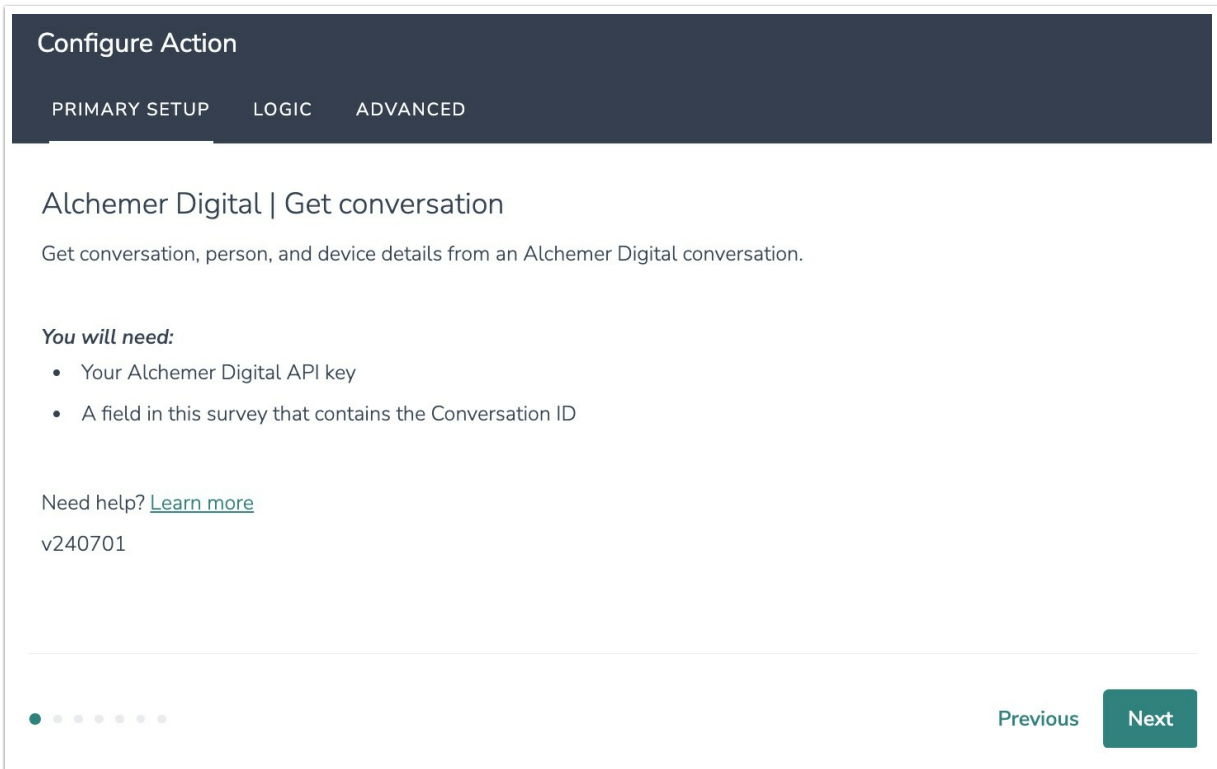 Configure Action
PRIMARY SETUP LOGIC ADVANCED
Alchemer Digital | Get conversation
Get conversation, person, and device details from an Alchemer Digital conversation.
You will need:
• Your Alchemer Digital API key
• A field in this survey that contains the Conversation ID
Need help? Learn more
v240701
Previous Next